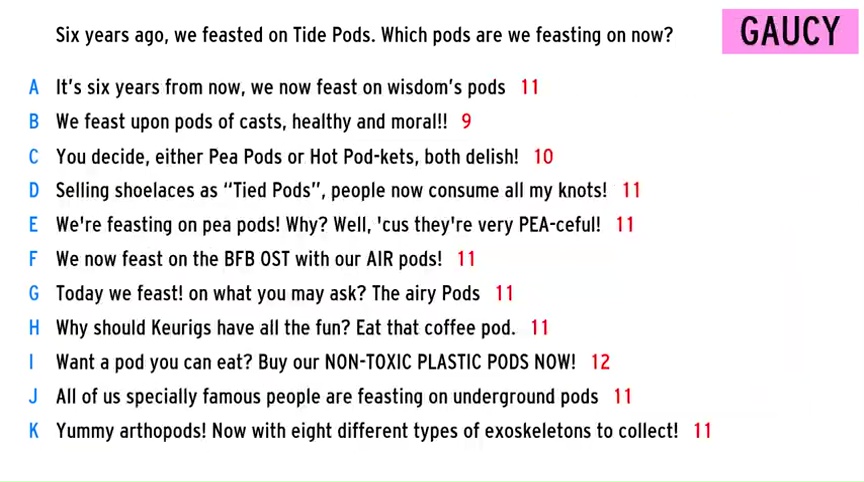 Six years ago, we feasted on Tide Pods. Which pods are we feasting on now?
GAUCY
A It's six years from now, we now feast on wisdom's pods 11
B We feast upon pods of casts, healthy and moral!! 9
C You decide, either Pea Pods or Hot Pod-kets, both delish! 10
D Selling shoelaces as “Tied Pods”, people now consume all my knots! 11
E We're feasting on pea pods! Why? Well, 'cus they're very PEA-ceful! 11
F We now feast on the BFB OST with our AIR pods! 11
G Today we feast! on what you may ask? The airy Pods 11
H Why should Keurigs have all the fun? Eat that coffee pod. 11
I Want a pod you can eat? Buy our NON-TOXIC PLASTIC PODS NOW! 12
J All of us specially famous people are feasting on underground pods 11
K Yummy arthopods! Now with eight different types of exoskeletons to collect! 11